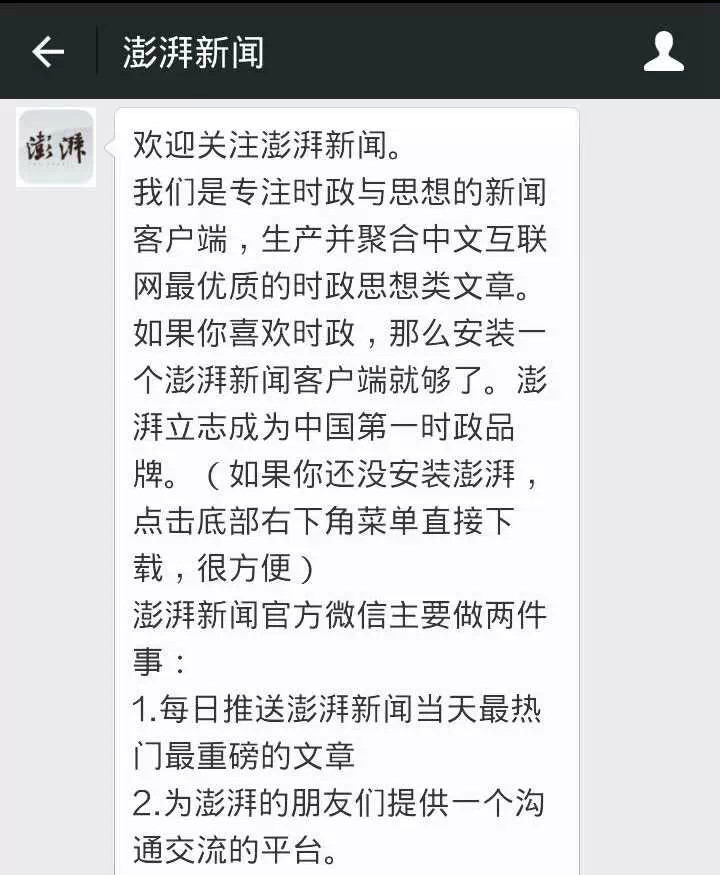 澎湃新闻
澎湃
欢迎关注澎湃新闻。
我们是专注时政与思想的新闻
客户端，生产并聚合中文互联
网最优质的时政思想类文章。
如果你喜欢时政，那么安装一
个澎湃新闻客户端就够了。澎
湃立志成为中国第一时政品
牌。（如果你还没安装澎湃，
点击底部右下角菜单直接下
载，很方便）
澎湃新闻官方微信主要做两件
事：
1.每日推送澎湃新闻当天最热
门最重磅的文章
2.为澎湃的朋友们提供一个沟
通交流的平台。